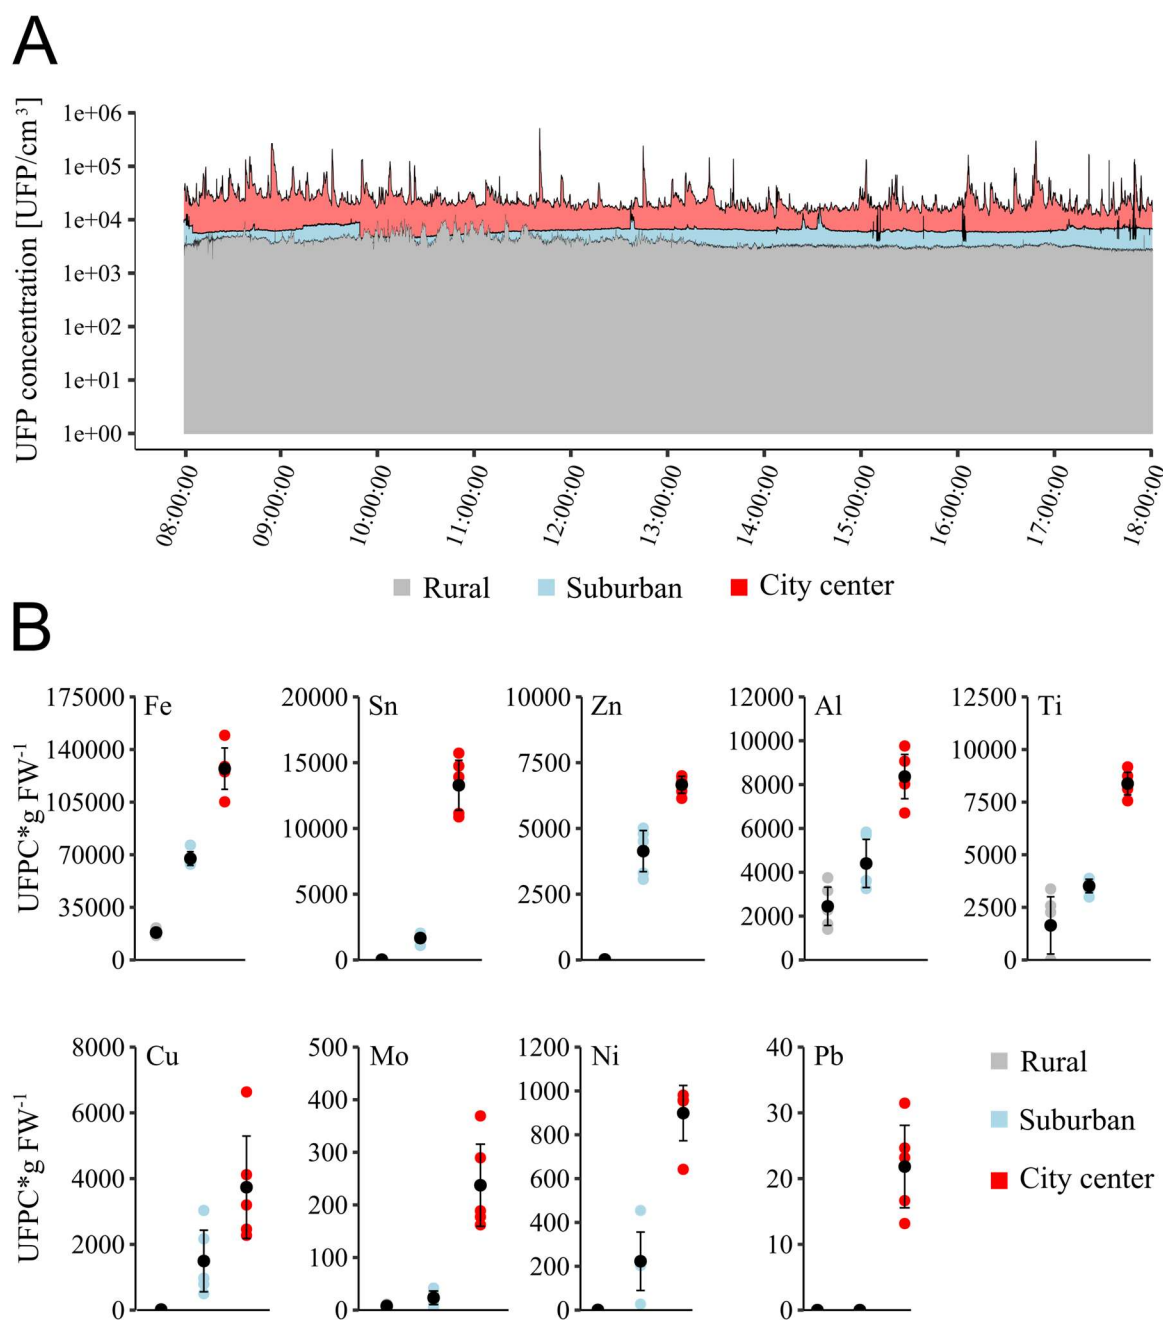 A
UFP concentration [UFP/cm³]
1e+06
1e+05
1e+04
1e+03
1e+02
1e+01
1e+00
08:00:00 09:00:00 10:00:00 11:00:00 12:00:00 13:00:00 14:00:00 15:00:00 16:00:00 17:00:00 18:00:00
Rural Suburban City center
B
UFPC*g FW⁻¹
Fe
175000
140000
105000
70000
35000
0
Sn
20000
15000
10000
5000
0
Zn
10000
7500
5000
2500
0
Al
12000
10000
8000
6000
4000
2000
0
Ti
12500
10000
7500
5000
2500
0
UFPC*g FW⁻¹
Cu
8000
6000
4000
2000
0
Mo
500
400
300
200
100
0
Ni
1200
1000
800
600
400
200
0
Pb
40
30
20
10
0
Rural
Suburban
City center